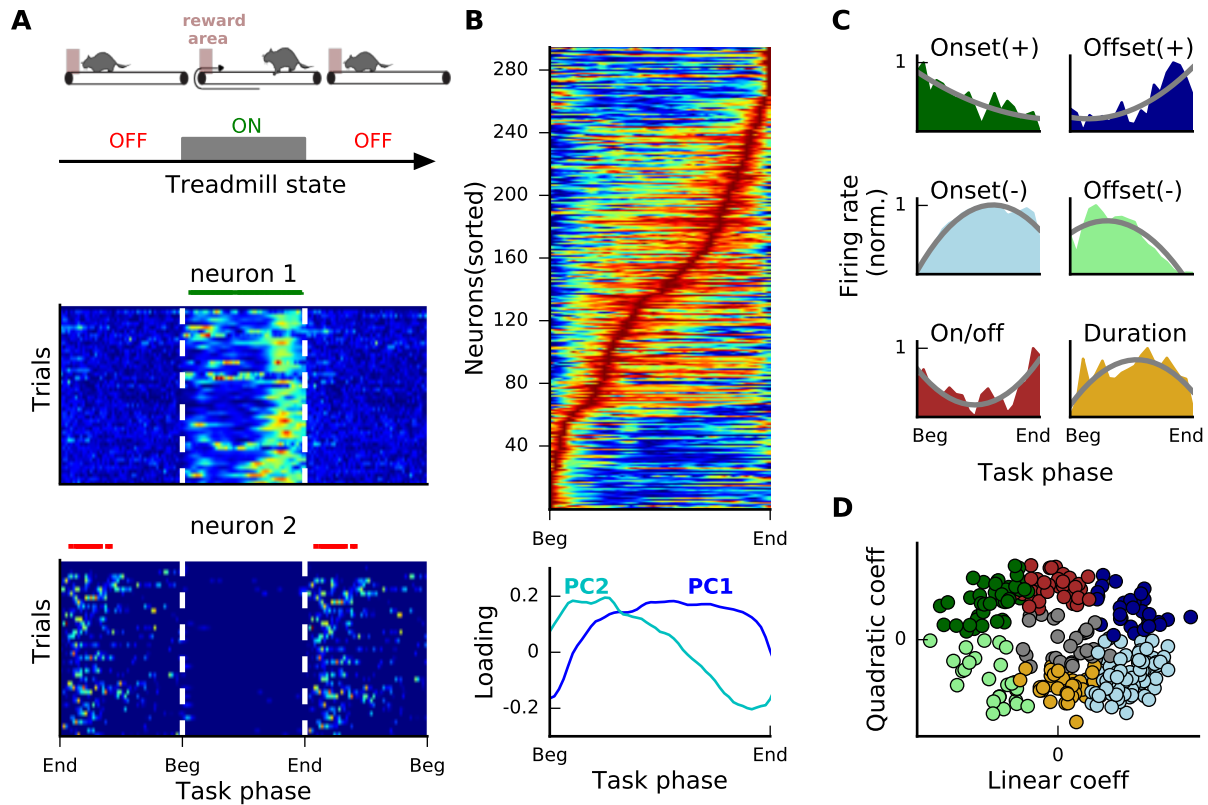 A
reward
area
OFF
ON
OFF
Treadmill state
neuron 1
Trials
neuron 2
Trials
End
Beg
End
Beg
Task phase
B
Neurons(sorted)
280
240
200
160
120
80
40
Beg
End
PC2
PC1
Loading
0.2
0
-0.2
Beg
End
Task phase
C
Onset(+)
Offset(+)
1
Onset(-)
Offset(-)
1
Firing rate
(norm.)
On/off
Duration
1
Beg
End
Beg
End
Task phase
D
Quadratic coeff
0
0
Linear coeff